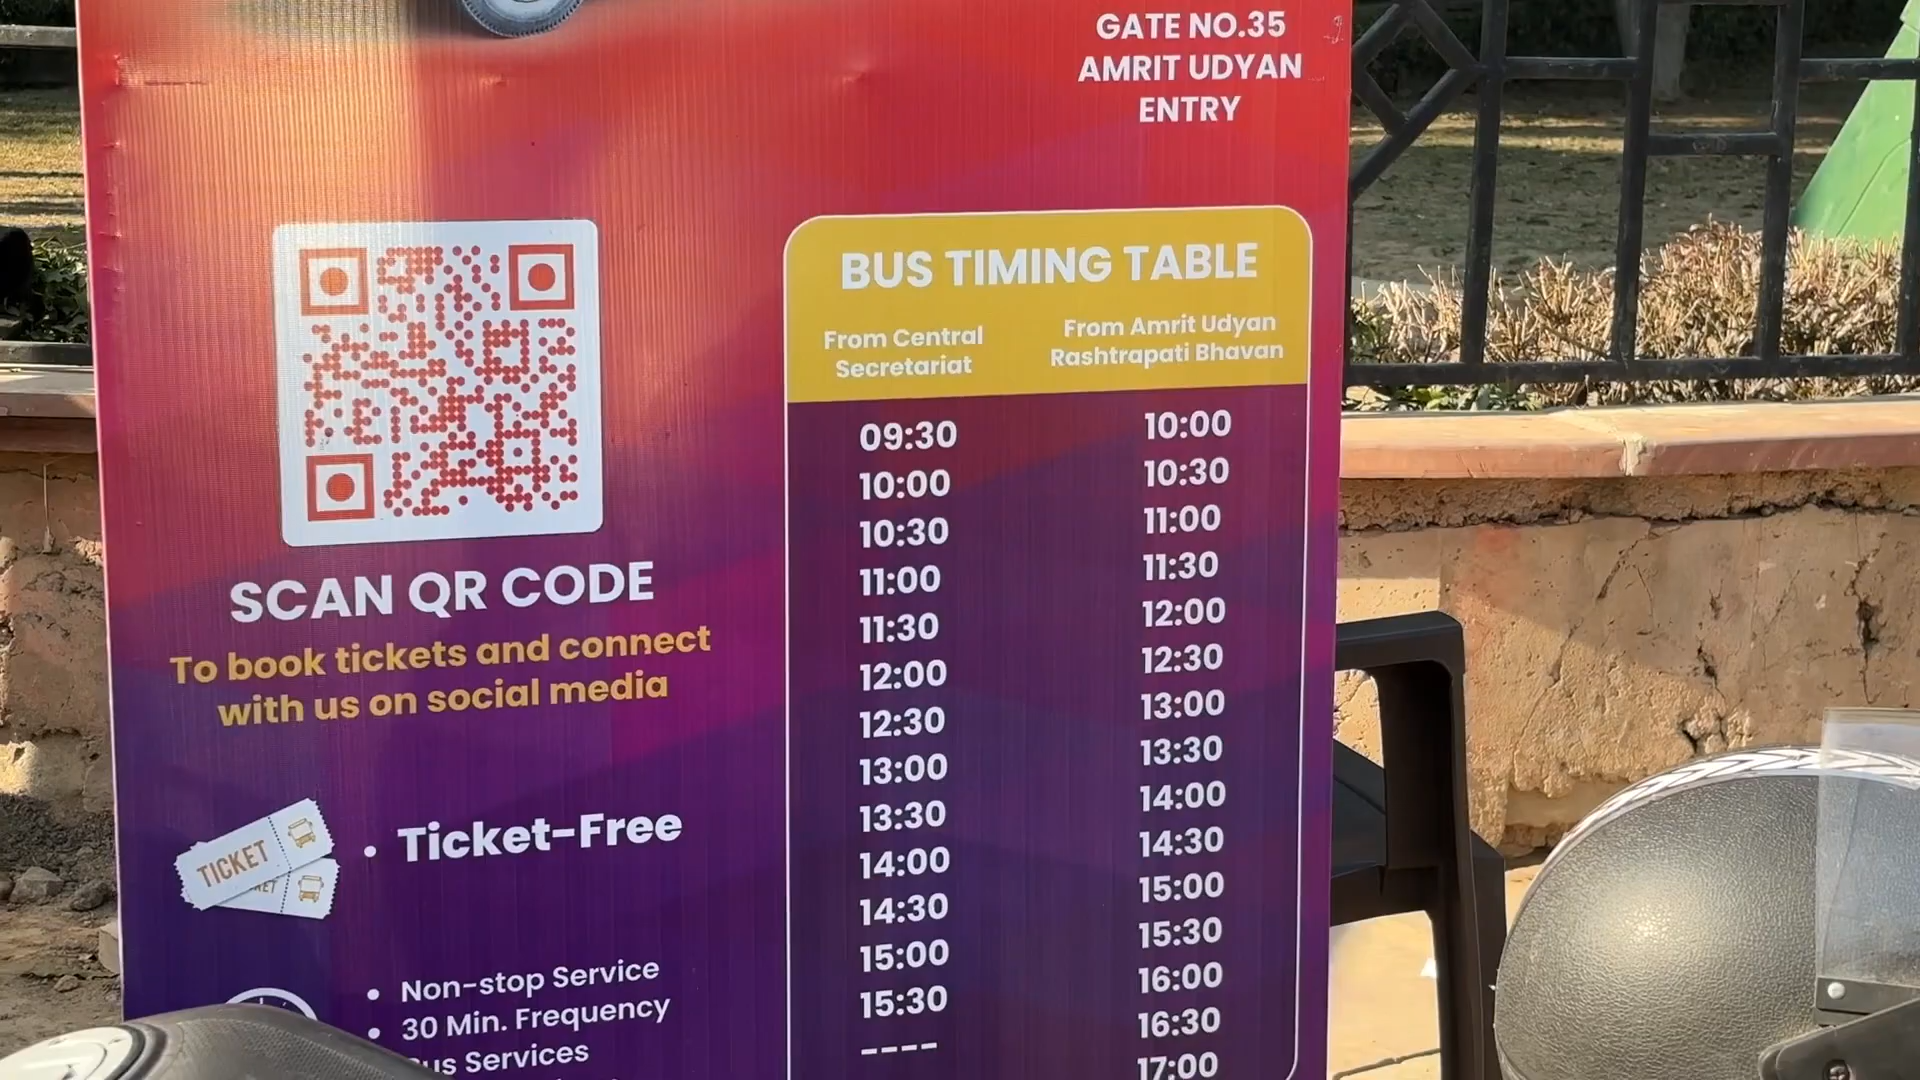 GATE NO.35
AMRIT UDYAN
ENTRY
SCAN QR CODE
To book tickets and connect
with us on social media
TICKET
• Ticket-Free
• Non-stop Service
• 30 Min. Frequency
Services
BUS TIMING TABLE
From Central
Secretariat
From Amrit Udyan
Rashtrapati Bhavan
09:30 10:00
10:00 10:30
10:30 11:00
11:00 11:30
11:30 12:00
12:00 12:30
12:30 13:00
13:00 13:30
13:30 14:00
14:00 14:30
14:30 15:00
15:00 15:30
15:30 16:00
---- 16:30
17:00